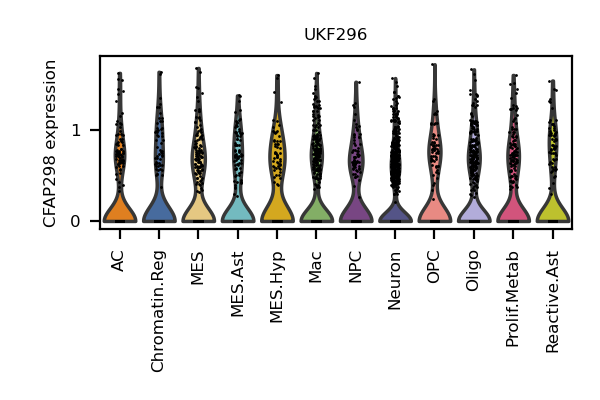 UKF296
CFAP298 expression
1
0
AC
Chromatin.Reg
MES
MES.Ast
MES.Hyp
Mac
NPC
Neuron
OPC
Oligo
Prolif.Metab
Reactive.Ast